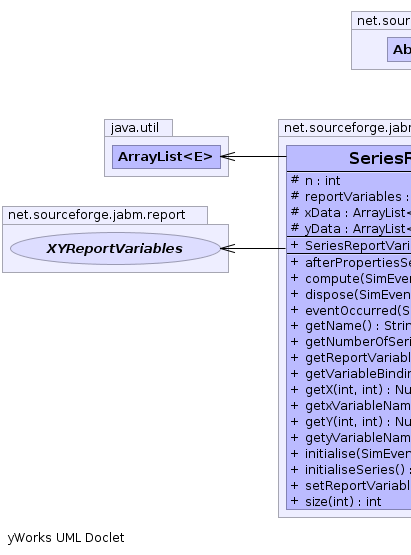 net.sour
Ab
java.util
ArrayList<E>
net.sourceforge.jabm.report
XYReportVariables
net.sourceforge.jabm
SeriesR
# n : int
# reportVariables :
# xData : ArrayList<
# yData : ArrayList<
+ SeriesReportVari
+ afterPropertiesSe
+ compute(SimEven
+ dispose(SimEven
+ eventOccurred(S
+ getName() : Strin
+ getNumberOfSeri
+ getReportVariabl
+ getVariableBindin
+ getX(int, int) : Nu
+ getxVariableNam
+ getY(int, int) : Nu
+ getyVariableNam
+ initialise(SimEven
+ initialiseSeries() :
+ setReportVariabl
+ size(int) : int
yWorks UML Doclet